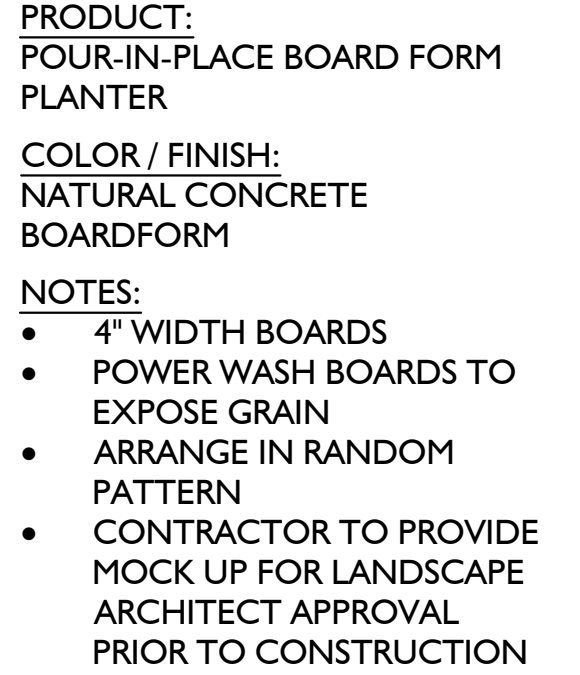 PRODUCT:
POUR-IN-PLACE BOARD FORM
PLANTER
COLOR / FINISH:
NATURAL CONCRETE
BOARDFORM
NOTES:
• 4" WIDTH BOARDS
• POWER WASH BOARDS TO
EXPOSE GRAIN
• ARRANGE IN RANDOM
PATTERN
• CONTRACTOR TO PROVIDE
MOCK UP FOR LANDSCAPE
ARCHITECT APPROVAL
PRIOR TO CONSTRUCTION